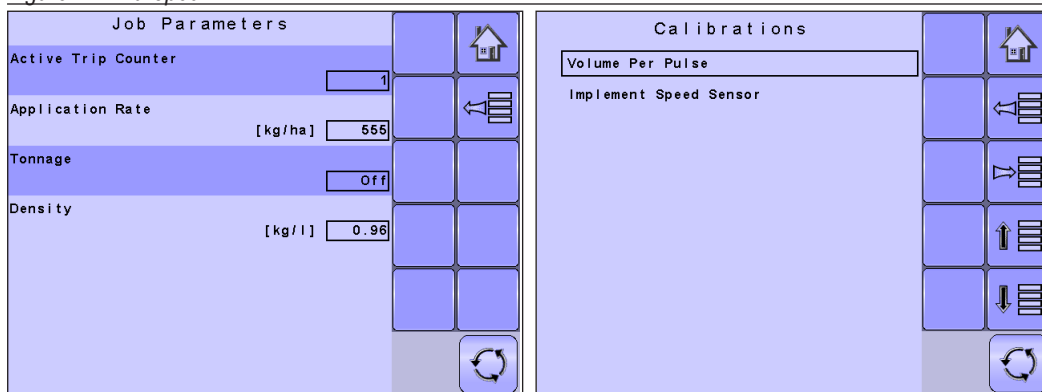 Job Parameters
Active Trip Counter
1
Application Rate
[kg/ha] 555
Tonnage
Off
Density
[kg/l] 0.96
Calibrations
Volume Per Pulse
Implement Speed Sensor